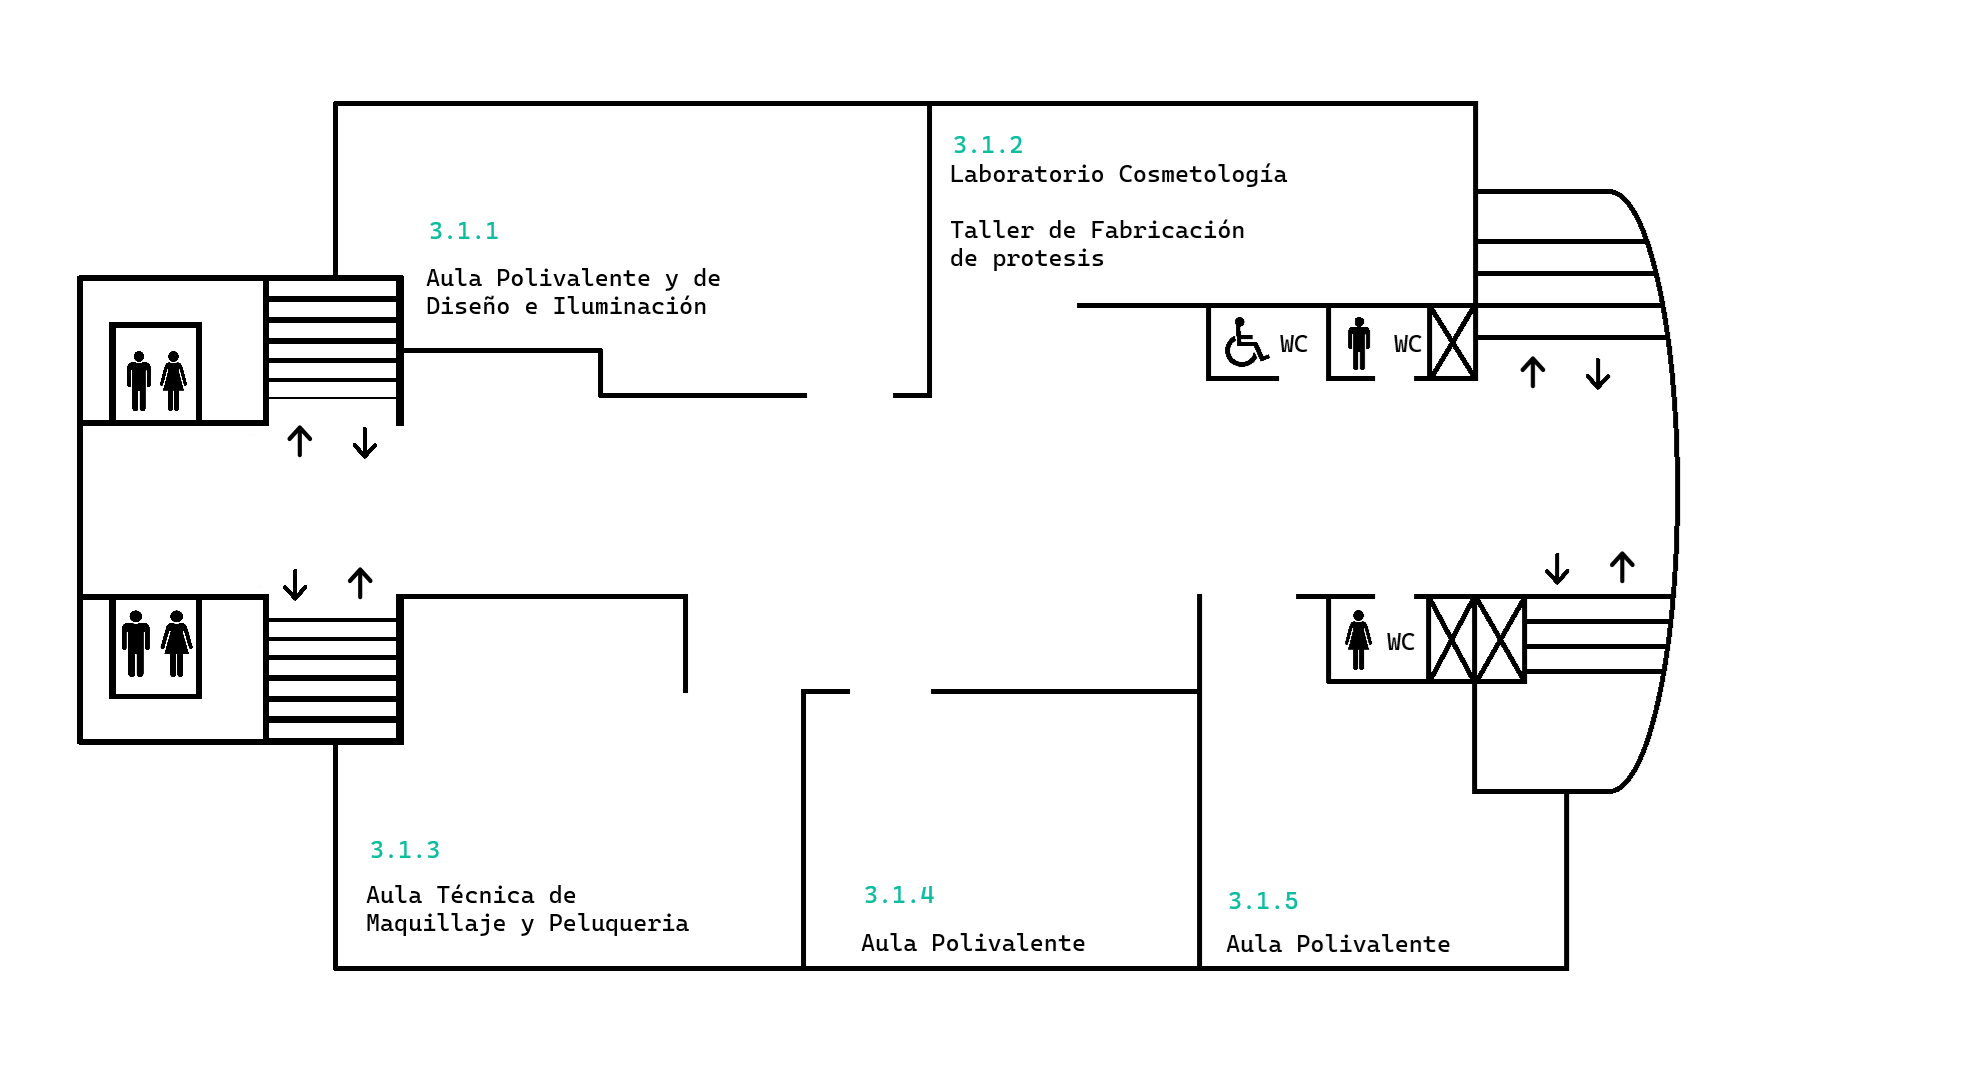 3.1.1
Aula Polivalente y de
Diseño e Iluminación
3.1.2
Laboratorio Cosmetología
Taller de Fabricación
de protesis
WC
WC
WC
3.1.3
Aula Técnica de
Maquillaje y Peluqueria
3.1.4
Aula Polivalente
3.1.5
Aula Polivalente